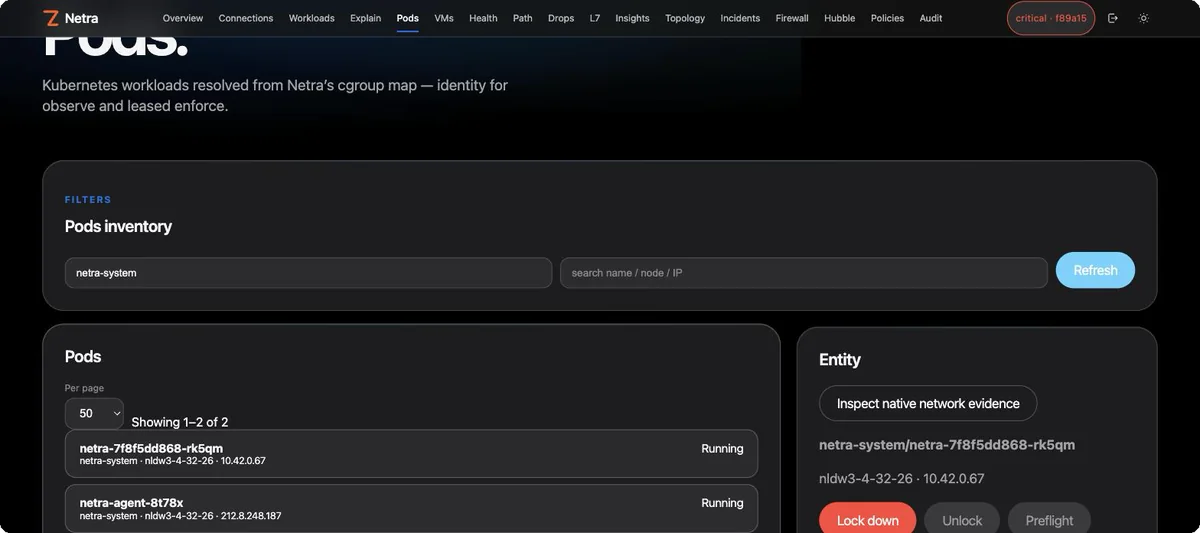 Netra
Overview Connections Workloads Explain Pods VMs Health Path Drops L7 Insights Topology Incidents Firewall Hubble Policies Audit
critical · f89a15
Pods.
Kubernetes workloads resolved from Netra’s cgroup map — identity for
observe and leased enforce.
FILTERS
Pods inventory
netra-system
search name / node / IP
Refresh
Pods
Per page
50
Showing 1–2 of 2
netra-7f8f5dd868-rk5qm
Running
netra-system · nldw3-4-32-26 · 10.42.0.67
netra-agent-8t78x
Running
netra-system · nldw3-4-32-26 · 212.8.248.187
Entity
Inspect native network evidence
netra-system/netra-7f8f5dd868-rk5qm
nldw3-4-32-26 · 10.42.0.67
Lock down
Unlock
Preflight